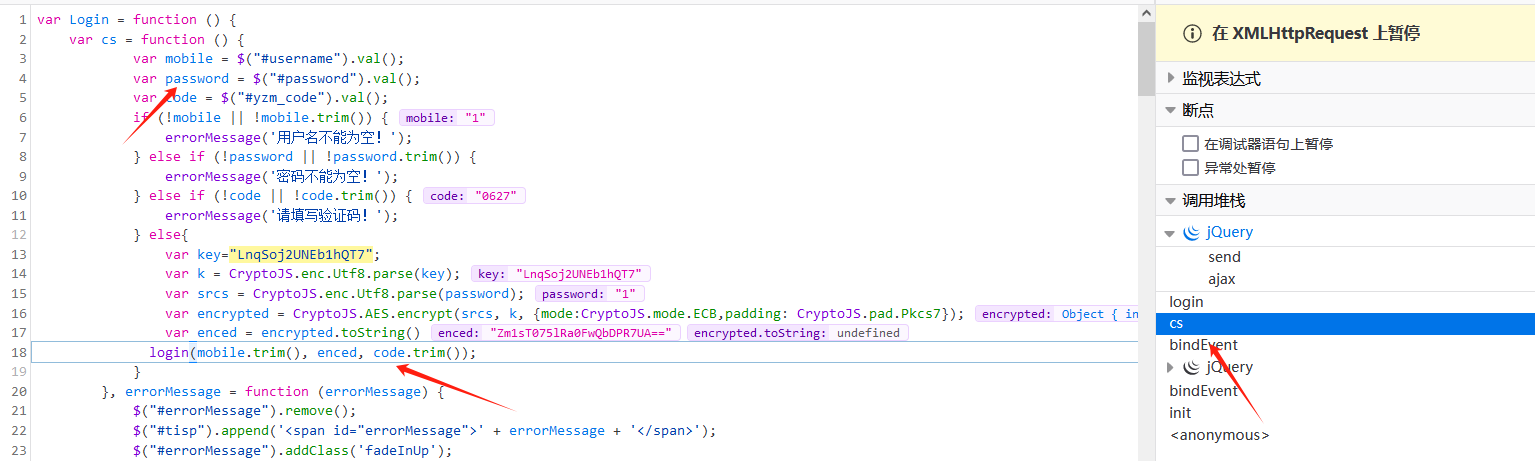 1 var Login = function () {
2 var cs = function () {
3 var mobile = $("#username").val();
4 var password = $("#password").val();
5 var code = $("#yzm_code").val();
6 if (!mobile || !mobile.trim()) { mobile: "1"
7 errorMessage('用户名不能为空！');
8 } else if (!password || !password.trim()) {
9 errorMessage('密码不能为空！');
10 } else if (!code || !code.trim()) { code: "0627"
11 errorMessage('请填写验证码！');
12 } else{
13 var key="LnqSoj2UNEb1hQT7";
14 var k = CryptoJS.enc.Utf8.parse(key); key: "LnqSoj2UNEb1hQT7"
15 var srcs = CryptoJS.enc.Utf8.parse(password); password: "1"
16 var encrypted = CryptoJS.AES.encrypt(srcs, k, {mode:CryptoJS.mode.ECB,padding: CryptoJS.pad.Pkcs7}); encrypted: Object { in
17 var enced = encrypted.toString() enced: "Zm1sT075lRa0FwQbDPR7UA==" encrypted.toString: undefined
18 login(mobile.trim(), enced, code.trim());
19 }
20 }, errorMessage = function (errorMessage) {
21 $("#errorMessage").remove();
22 $("#tisp").append('<span id="errorMessage">' + errorMessage + '</span>');
23 $("#errorMessage").addClass('fadeInUp');
在 XMLHttpRequest 上暂停
监视表达式
断点
在调试器语句上暂停
异常处暂停
调用堆栈
jQuery
send
ajax
login
cs
bindEvent
jQuery
bindEvent
init
<anonymous>